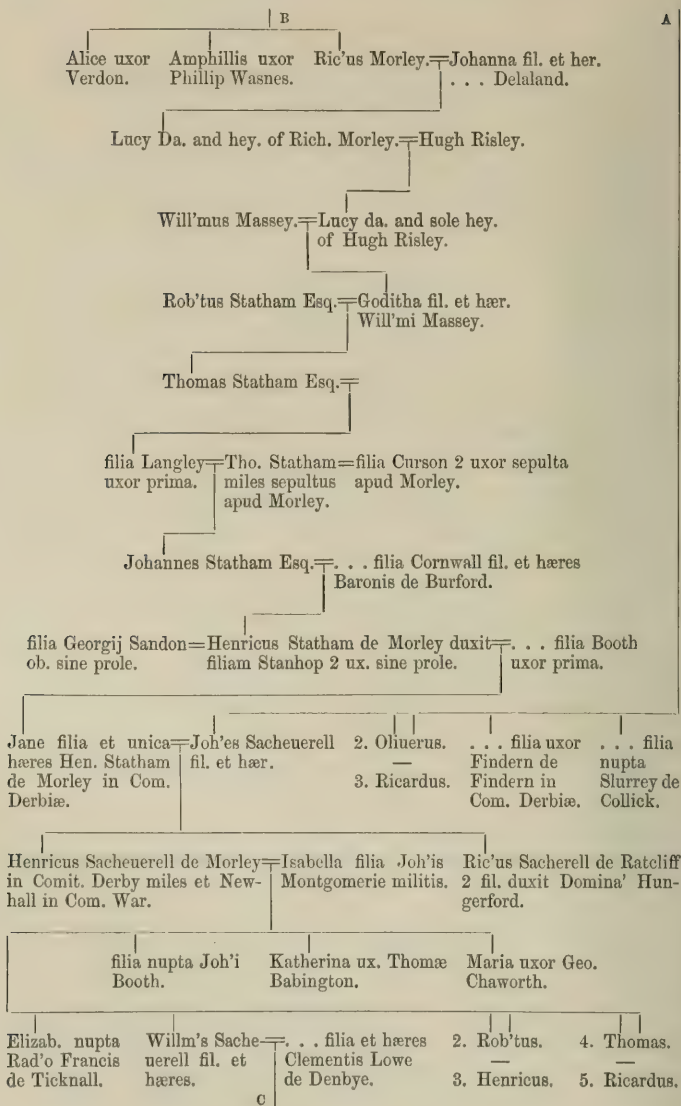 B
A
Alice uxor Verdon.
Amphillis uxor Phillip Wasnes.
Ric'us Morley.=Johanna fil. et her. . . . Delaland.
Lucy Da. and hey. of Rich. Morley.=Hugh Risley.
Will'mus Massey.=Lucy da. and sole hey.
of Hugh Risley.
Rob'tus Statham Esq.=Goditha fil. et hær.
Will'mi Massey.
Thomas Statham Esq.=
filia Langley=Tho. Statham=filia Curson 2 uxor sepulta
uxor prima. miles sepultus apud Morley.
apud Morley.
Johannes Statham Esq.=. . . filia Cornwall fil. et hæres
Baronis de Burford.
filia Georgij Sandon=Henricus Statham de Morley duxit=. . . filia Booth
ob. sine prole. filiam Stanhop 2 ux. sine prole. uxor prima.
Jane filia et unica=Joh'es Sacheuerell 2. Oliuerus. . . . filia uxor . . . filia
hæres Hen. Statham fil. et hær. — Findern de nupta
de Morley in Com. 3. Ricardus. Findern in Slurrey de
Derbiæ. Com. Derbiæ. Collick.
Henricus Sacheuerell de Morley=Isabella filia Joh'is Ric'us Sacherell de Ratcliff
in Comit. Derby miles et New- Montgomerie militis. 2 fil. duxit Domina' Hun-
hall in Com. War. gerford.
filia nupta Joh'i Katherina ux. Thomæ Maria uxor Geo.
Booth. Babington. Chaworth.
Elizab. nupta Willm's Sache-=. . . filia et hæres 2. Rob'tus. 4. Thomas.
Rad'o Francis uerell fil. et Clementis Lowe — —
de Ticknall. hæres. de Denbye. 3. Henricus. 5. Ricardus.
C